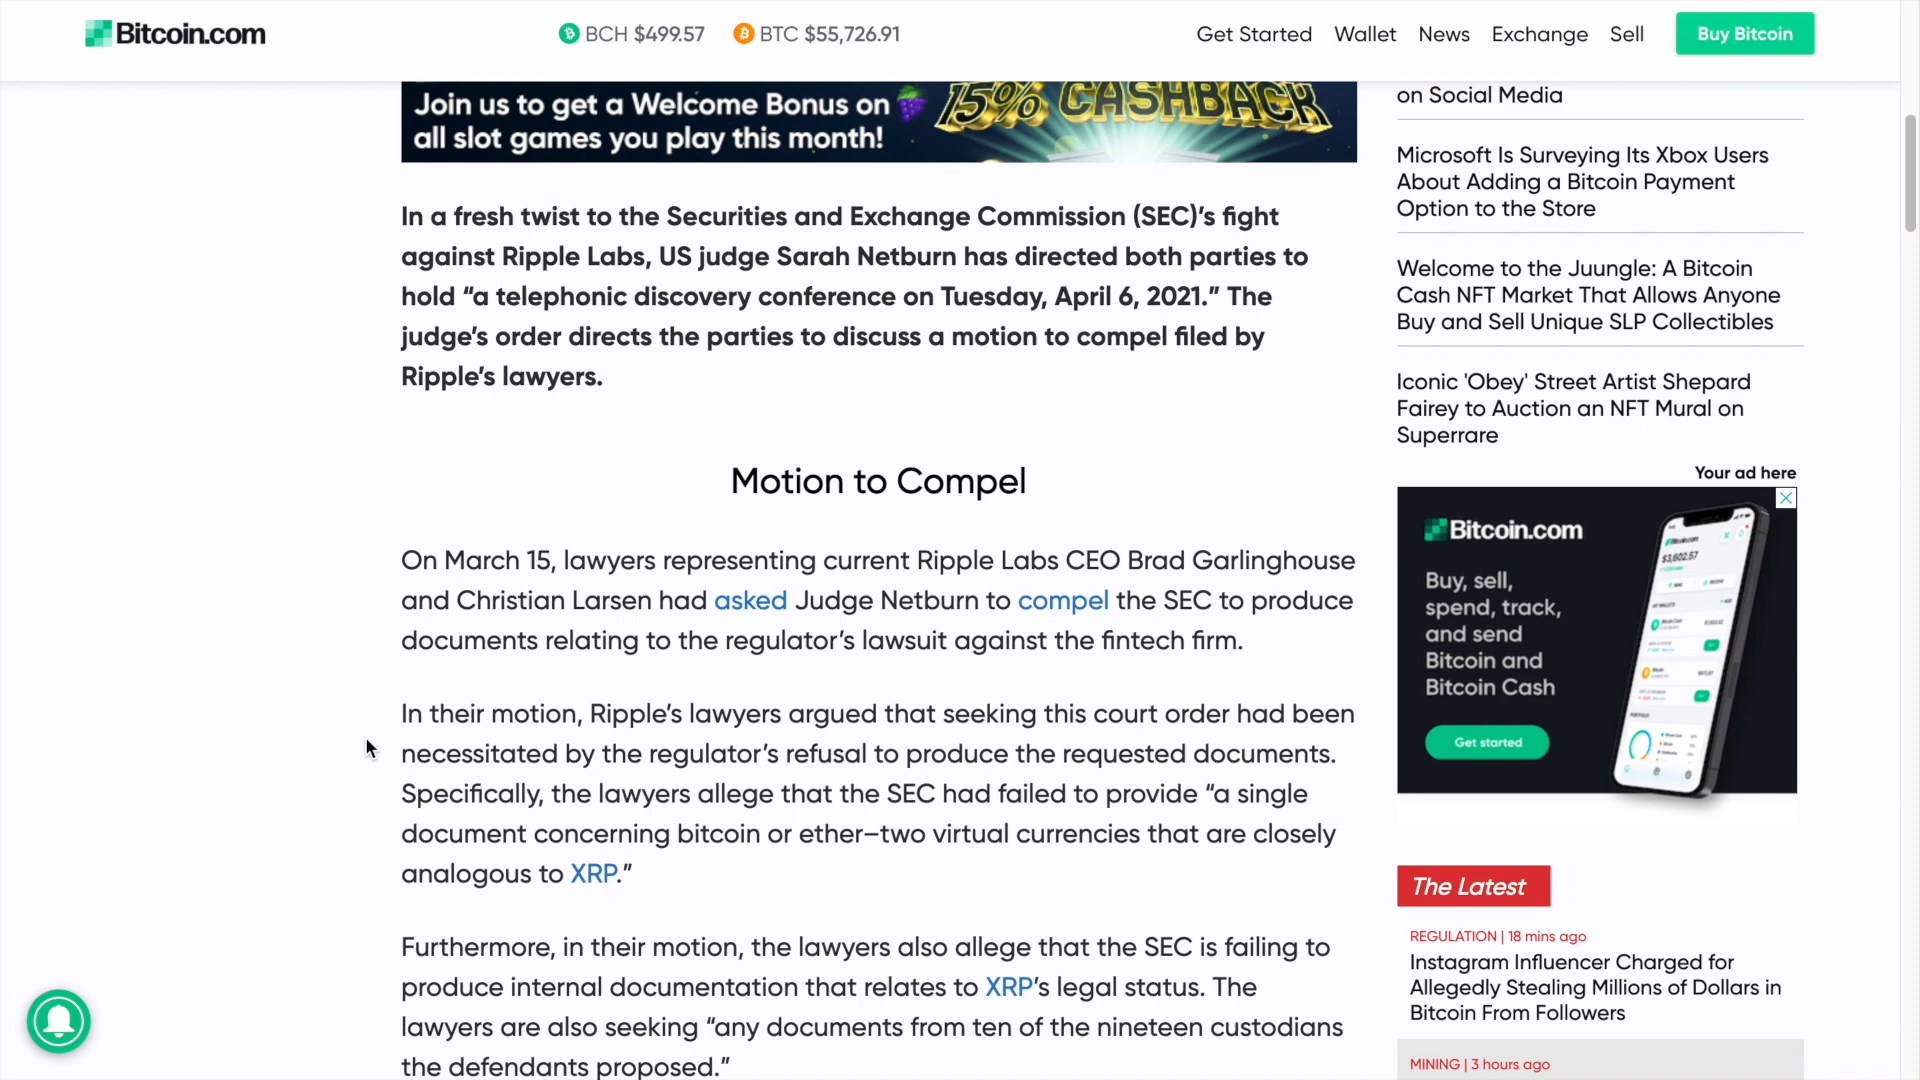 Bitcoin.com
BCH $499.57
BTC $55,726.91
Get Started
Wallet
News
Exchange
Sell
Buy Bitcoin
Join us to get a Welcome Bonus on
all slot games you play this month!
15% CASHBACK
In a fresh twist to the Securities and Exchange Commission (SEC)’s fight
against Ripple Labs, US judge Sarah Netburn has directed both parties to
hold “a telephonic discovery conference on Tuesday, April 6, 2021.” The
judge’s order directs the parties to discuss a motion to compel filed by
Ripple’s lawyers.
Motion to Compel
On March 15, lawyers representing current Ripple Labs CEO Brad Garlinghouse
and Christian Larsen had asked Judge Netburn to compel the SEC to produce
documents relating to the regulator’s lawsuit against the fintech firm.
In their motion, Ripple’s lawyers argued that seeking this court order had been
necessitated by the regulator’s refusal to produce the requested documents.
Specifically, the lawyers allege that the SEC had failed to provide “a single
document concerning bitcoin or ether–two virtual currencies that are closely
analogous to XRP.”
Furthermore, in their motion, the lawyers also allege that the SEC is failing to
produce internal documentation that relates to XRP’s legal status. The
lawyers are also seeking “any documents from ten of the nineteen custodians
the defendants proposed.”
on Social Media
Microsoft Is Surveying Its Xbox Users
About Adding a Bitcoin Payment
Option to the Store
Welcome to the Juungle: A Bitcoin
Cash NFT Market That Allows Anyone
Buy and Sell Unique SLP Collectibles
Iconic 'Obey' Street Artist Shepard
Fairey to Auction an NFT Mural on
Superrare
Your ad here
Bitcoin.com
Buy, sell,
spend, track,
and send
Bitcoin and
Bitcoin Cash
Get started
Bitcoin.com
$3,602.57
The Latest
REGULATION | 18 mins ago
Instagram Influencer Charged for
Allegedly Stealing Millions of Dollars in
Bitcoin From Followers
MINING | 3 hours ago